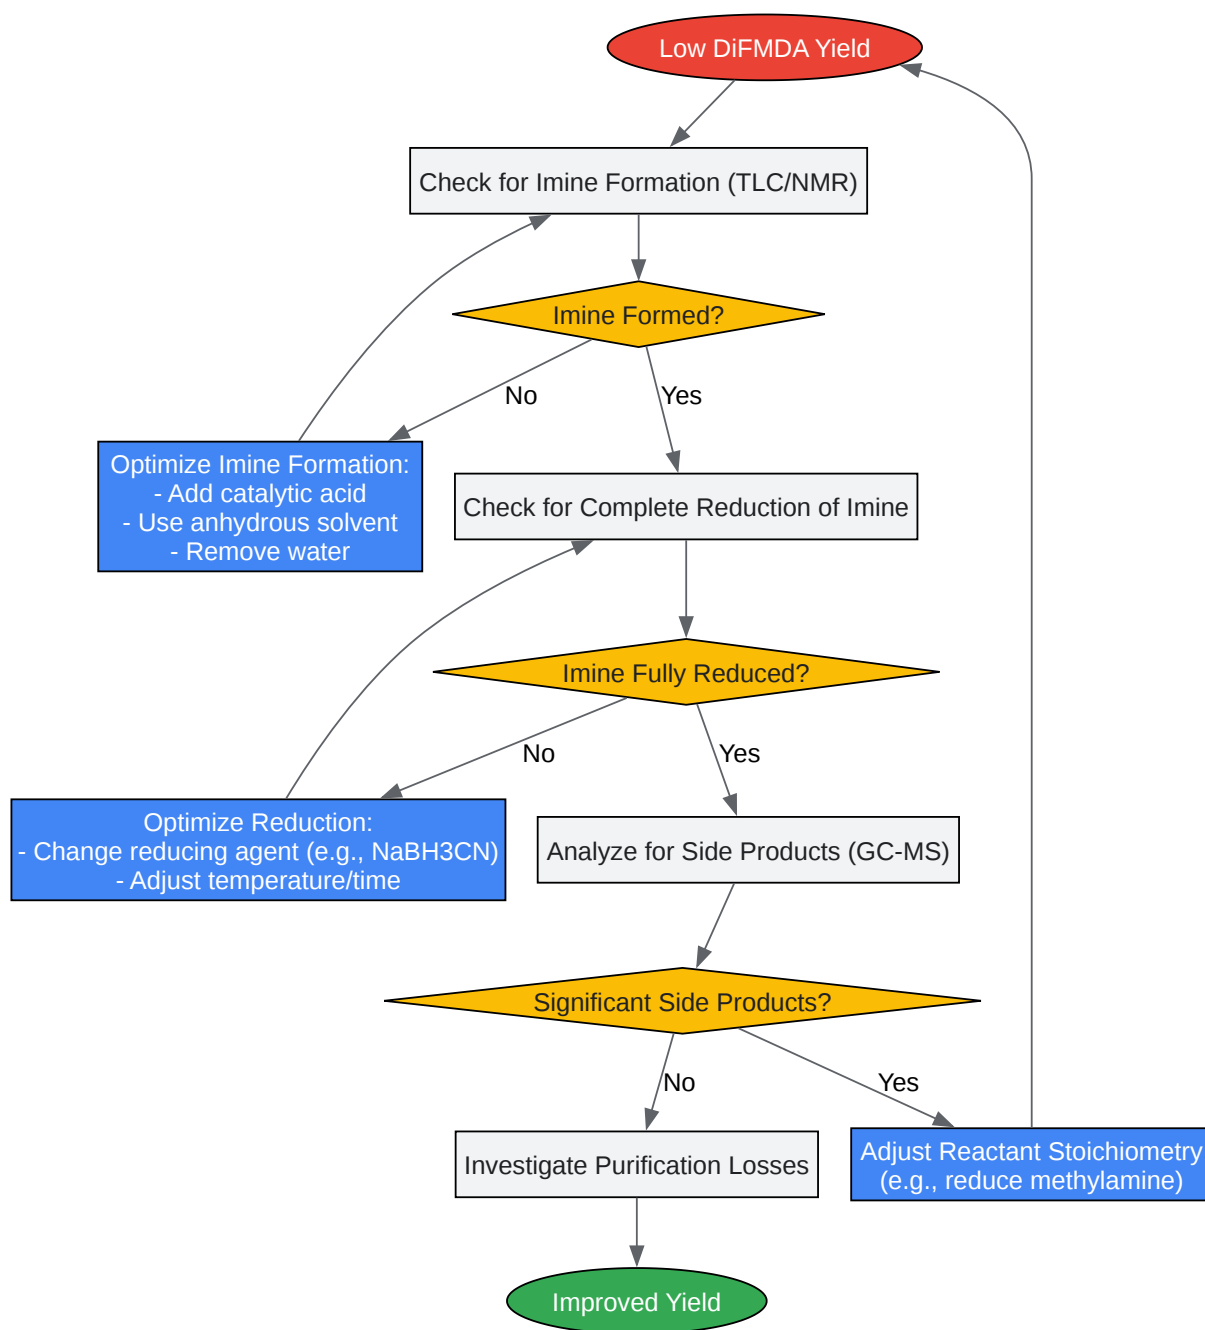 Low DiFMDA Yield
Check for Imine Formation (TLC/NMR)
Imine Formed?
No
Yes
Optimize Imine Formation:
- Add catalytic acid
- Use anhydrous solvent
- Remove water
Check for Complete Reduction of Imine
Imine Fully Reduced?
No
Yes
Optimize Reduction:
- Change reducing agent (e.g., NaBH3CN)
- Adjust temperature/time
Analyze for Side Products (GC-MS)
Significant Side Products?
No
Yes
Investigate Purification Losses
Adjust Reactant Stoichiometry
(e.g., reduce methylamine)
Improved Yield